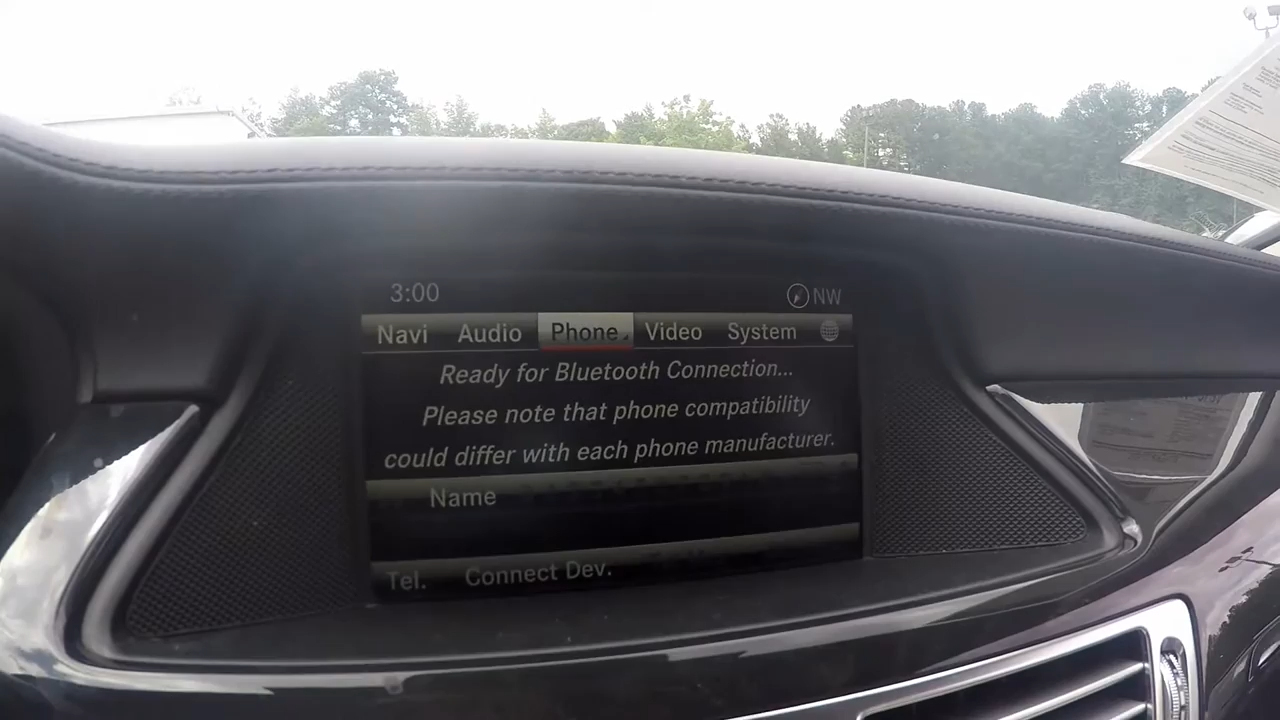 3:00 NW
Navi Audio Phone Video System
Ready for Bluetooth Connection...
Please note that phone compatibility
could differ with each phone manufacturer.
Name
Tel. Connect Dev.